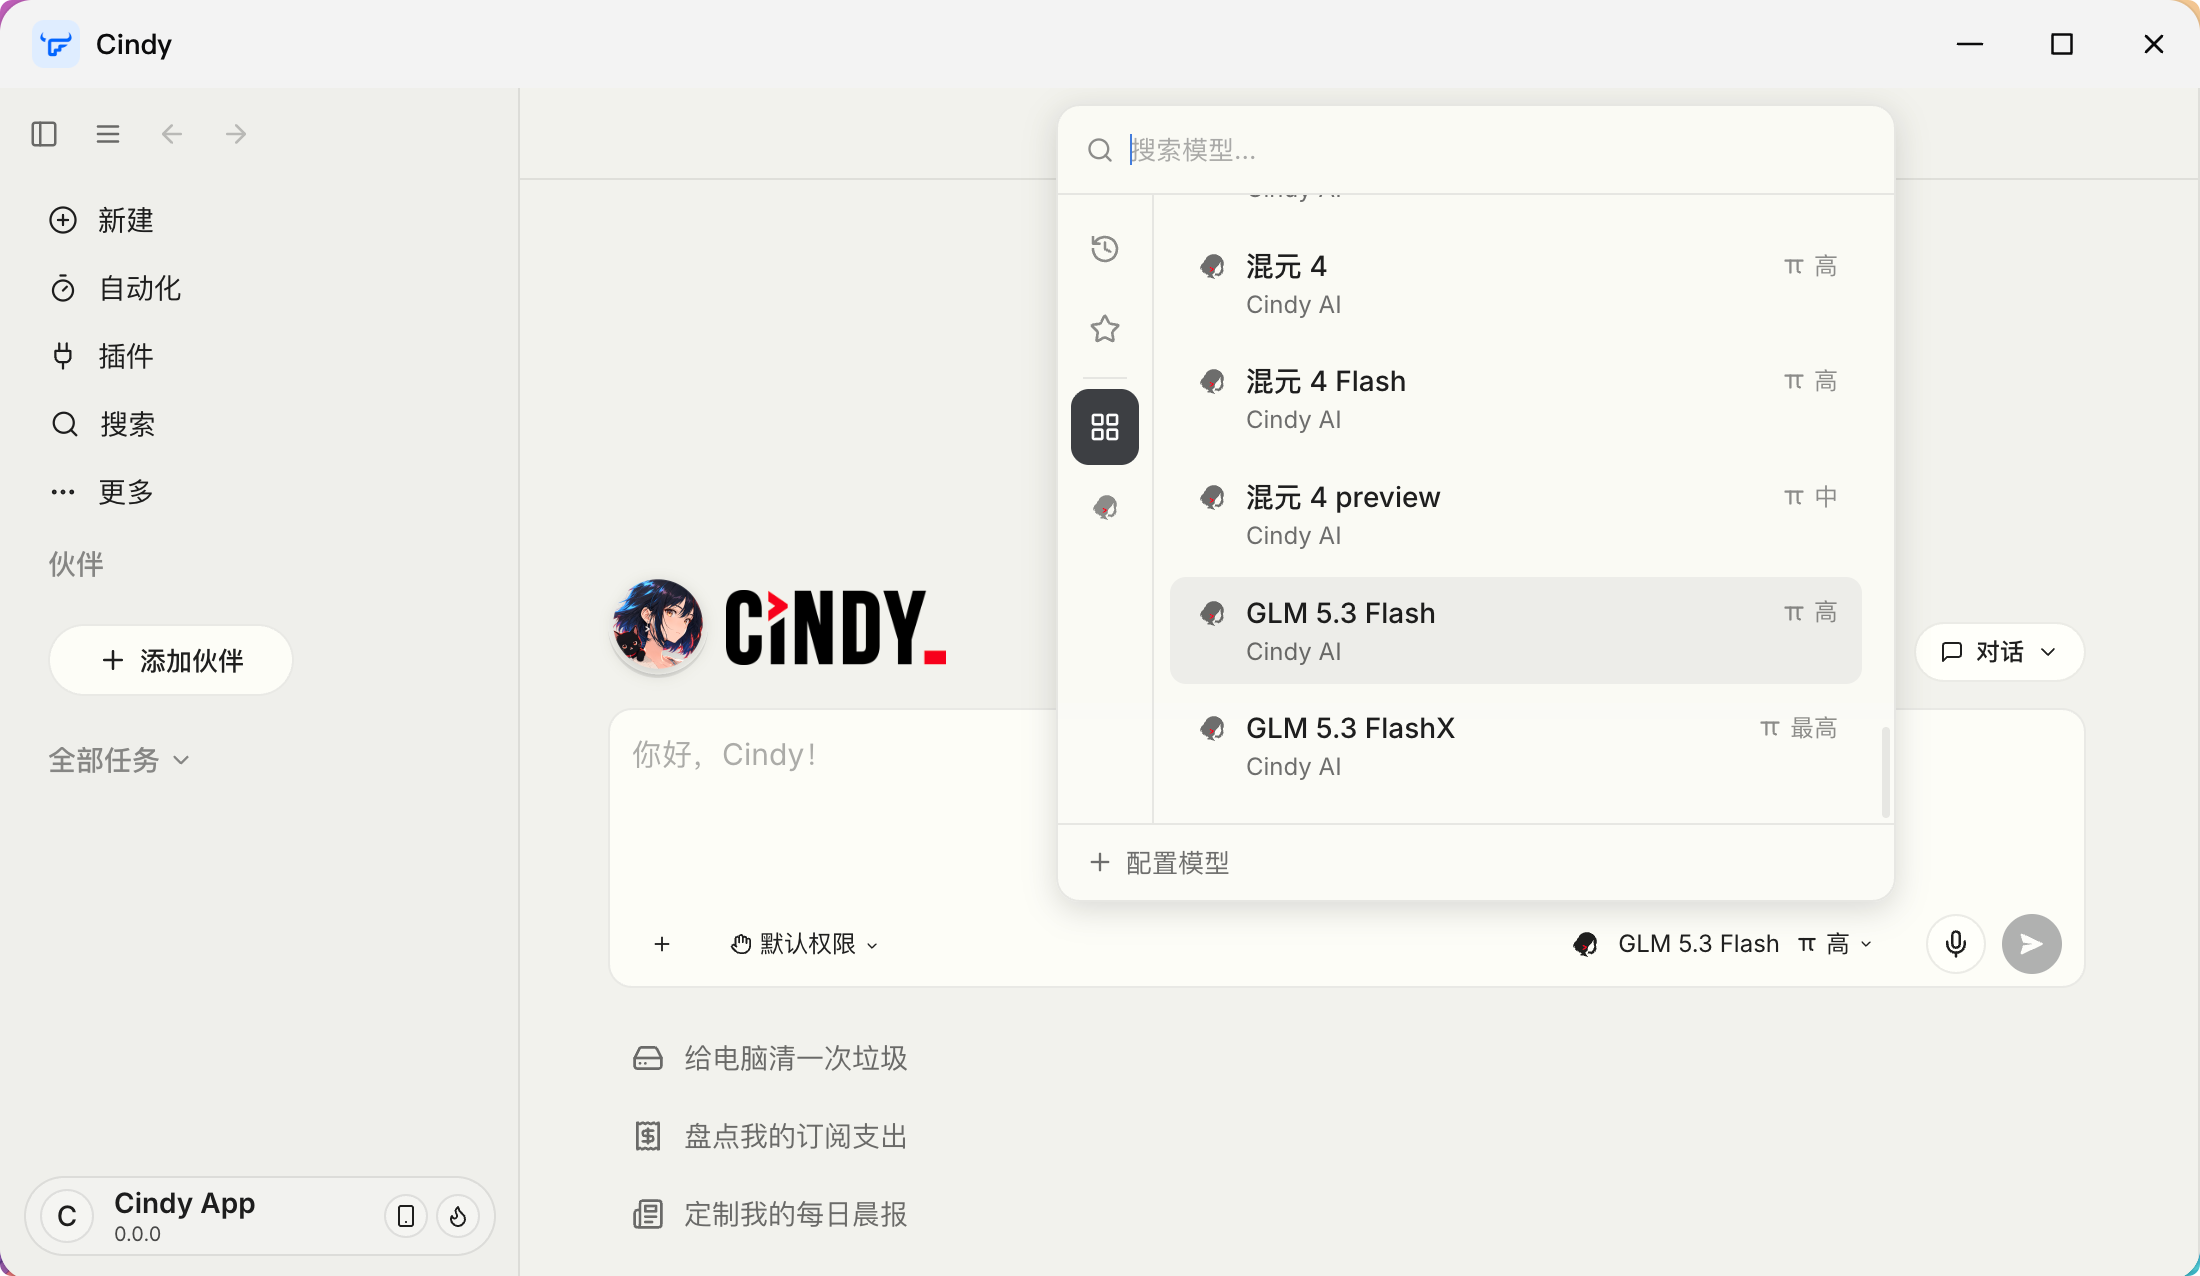 Cindy
新建
自动化
插件
搜索
更多
伙伴
添加伙伴
全部任务
Cindy App
0.0.0
C
搜索模型...
Cindy AI
混元 4
π 高
Cindy AI
混元 4 Flash
π 高
Cindy AI
混元 4 preview
π 中
Cindy AI
GLM 5.3 Flash
π 高
Cindy AI
GLM 5.3 FlashX
π 最高
Cindy AI
配置模型
CINDY_
对话
你好，Cindy！
默认权限
GLM 5.3 Flash π 高
给电脑清一次垃圾
盘点我的订阅支出
定制我的每日晨报